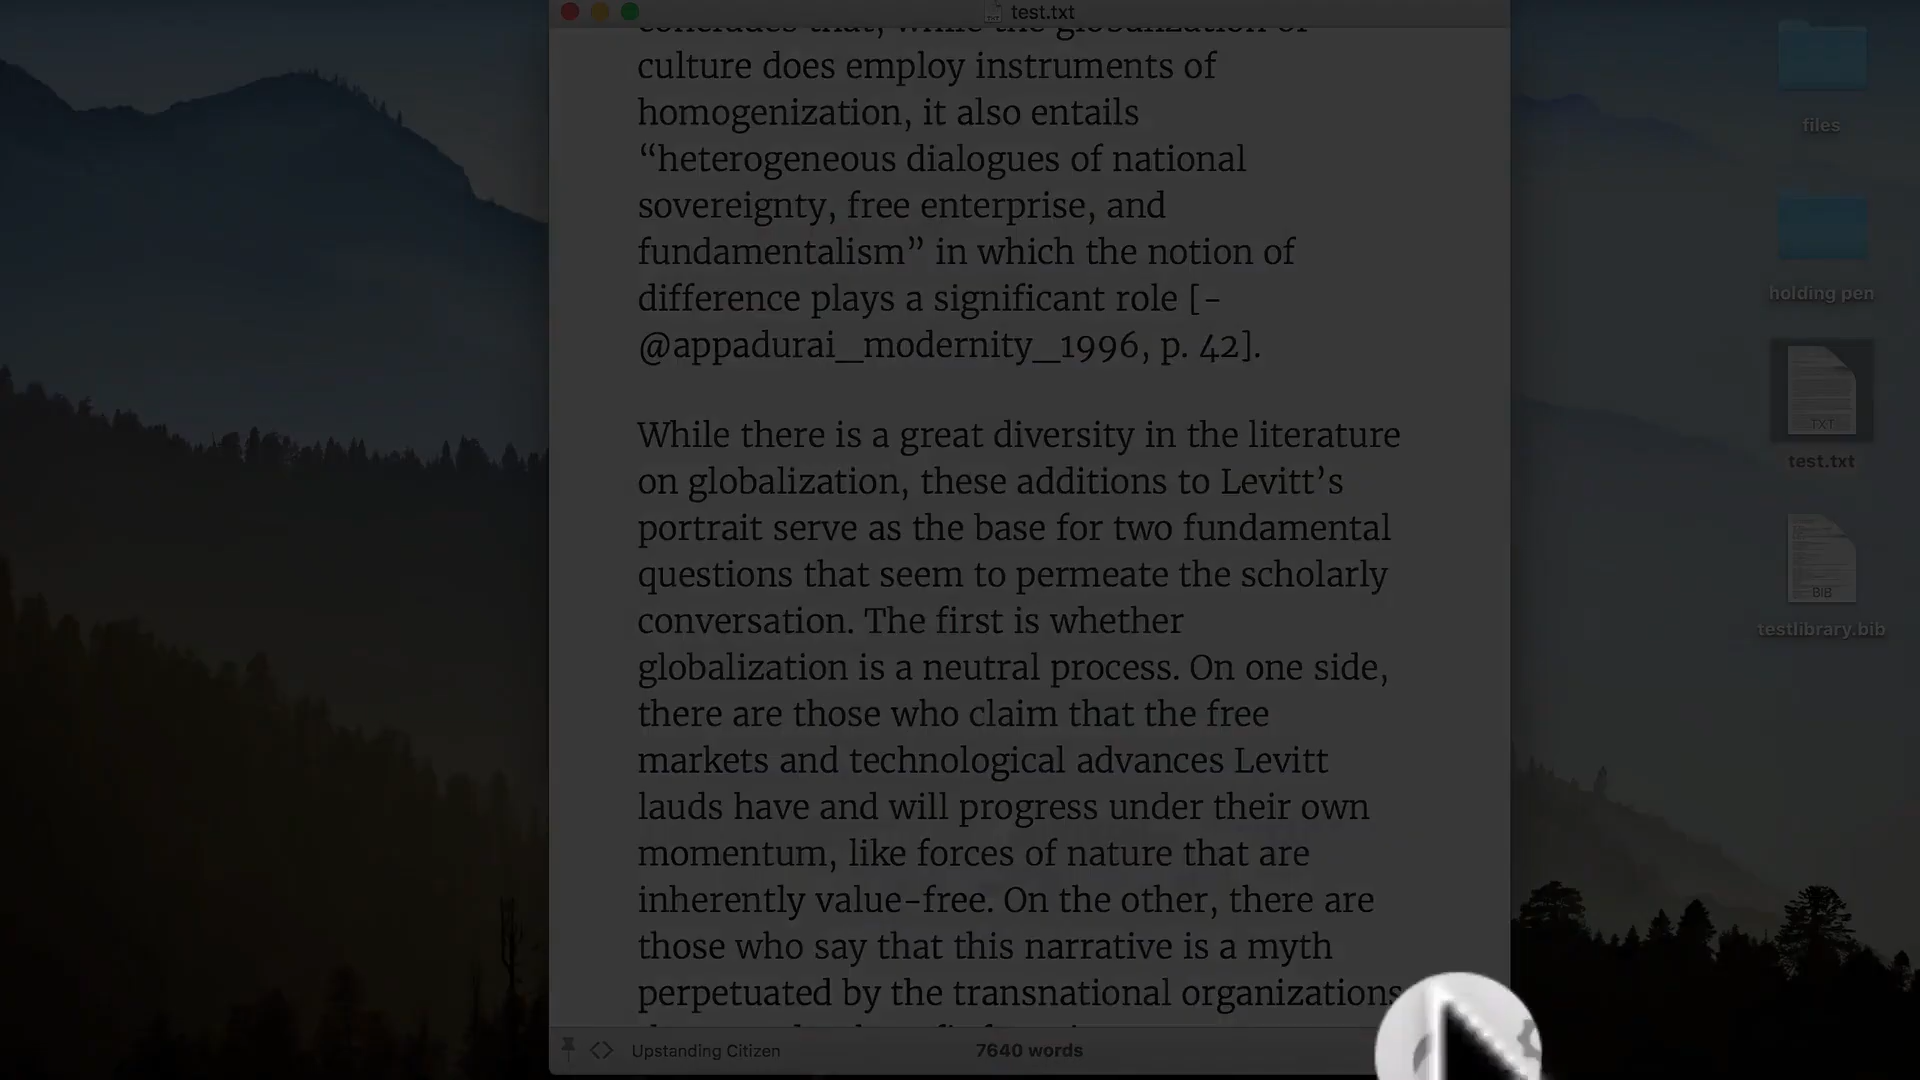 test.txt
concludes that, while the globalization of
culture does employ instruments of
homogenization, it also entails
“heterogeneous dialogues of national
sovereignty, free enterprise, and
fundamentalism” in which the notion of
difference plays a significant role [-
@appadurai_modernity_1996, p. 42].
While there is a great diversity in the literature
on globalization, these additions to Levitt’s
portrait serve as the base for two fundamental
questions that seem to permeate the scholarly
conversation. The first is whether
globalization is a neutral process. On one side,
there are those who claim that the free
markets and technological advances Levitt
lauds have and will progress under their own
momentum, like forces of nature that are
inherently value-free. On the other, there are
those who say that this narrative is a myth
perpetuated by the transnational organizations
Upstanding Citizen
7640 words
files
holding pen
TXT
test.txt
BIB
testlibrary.bib